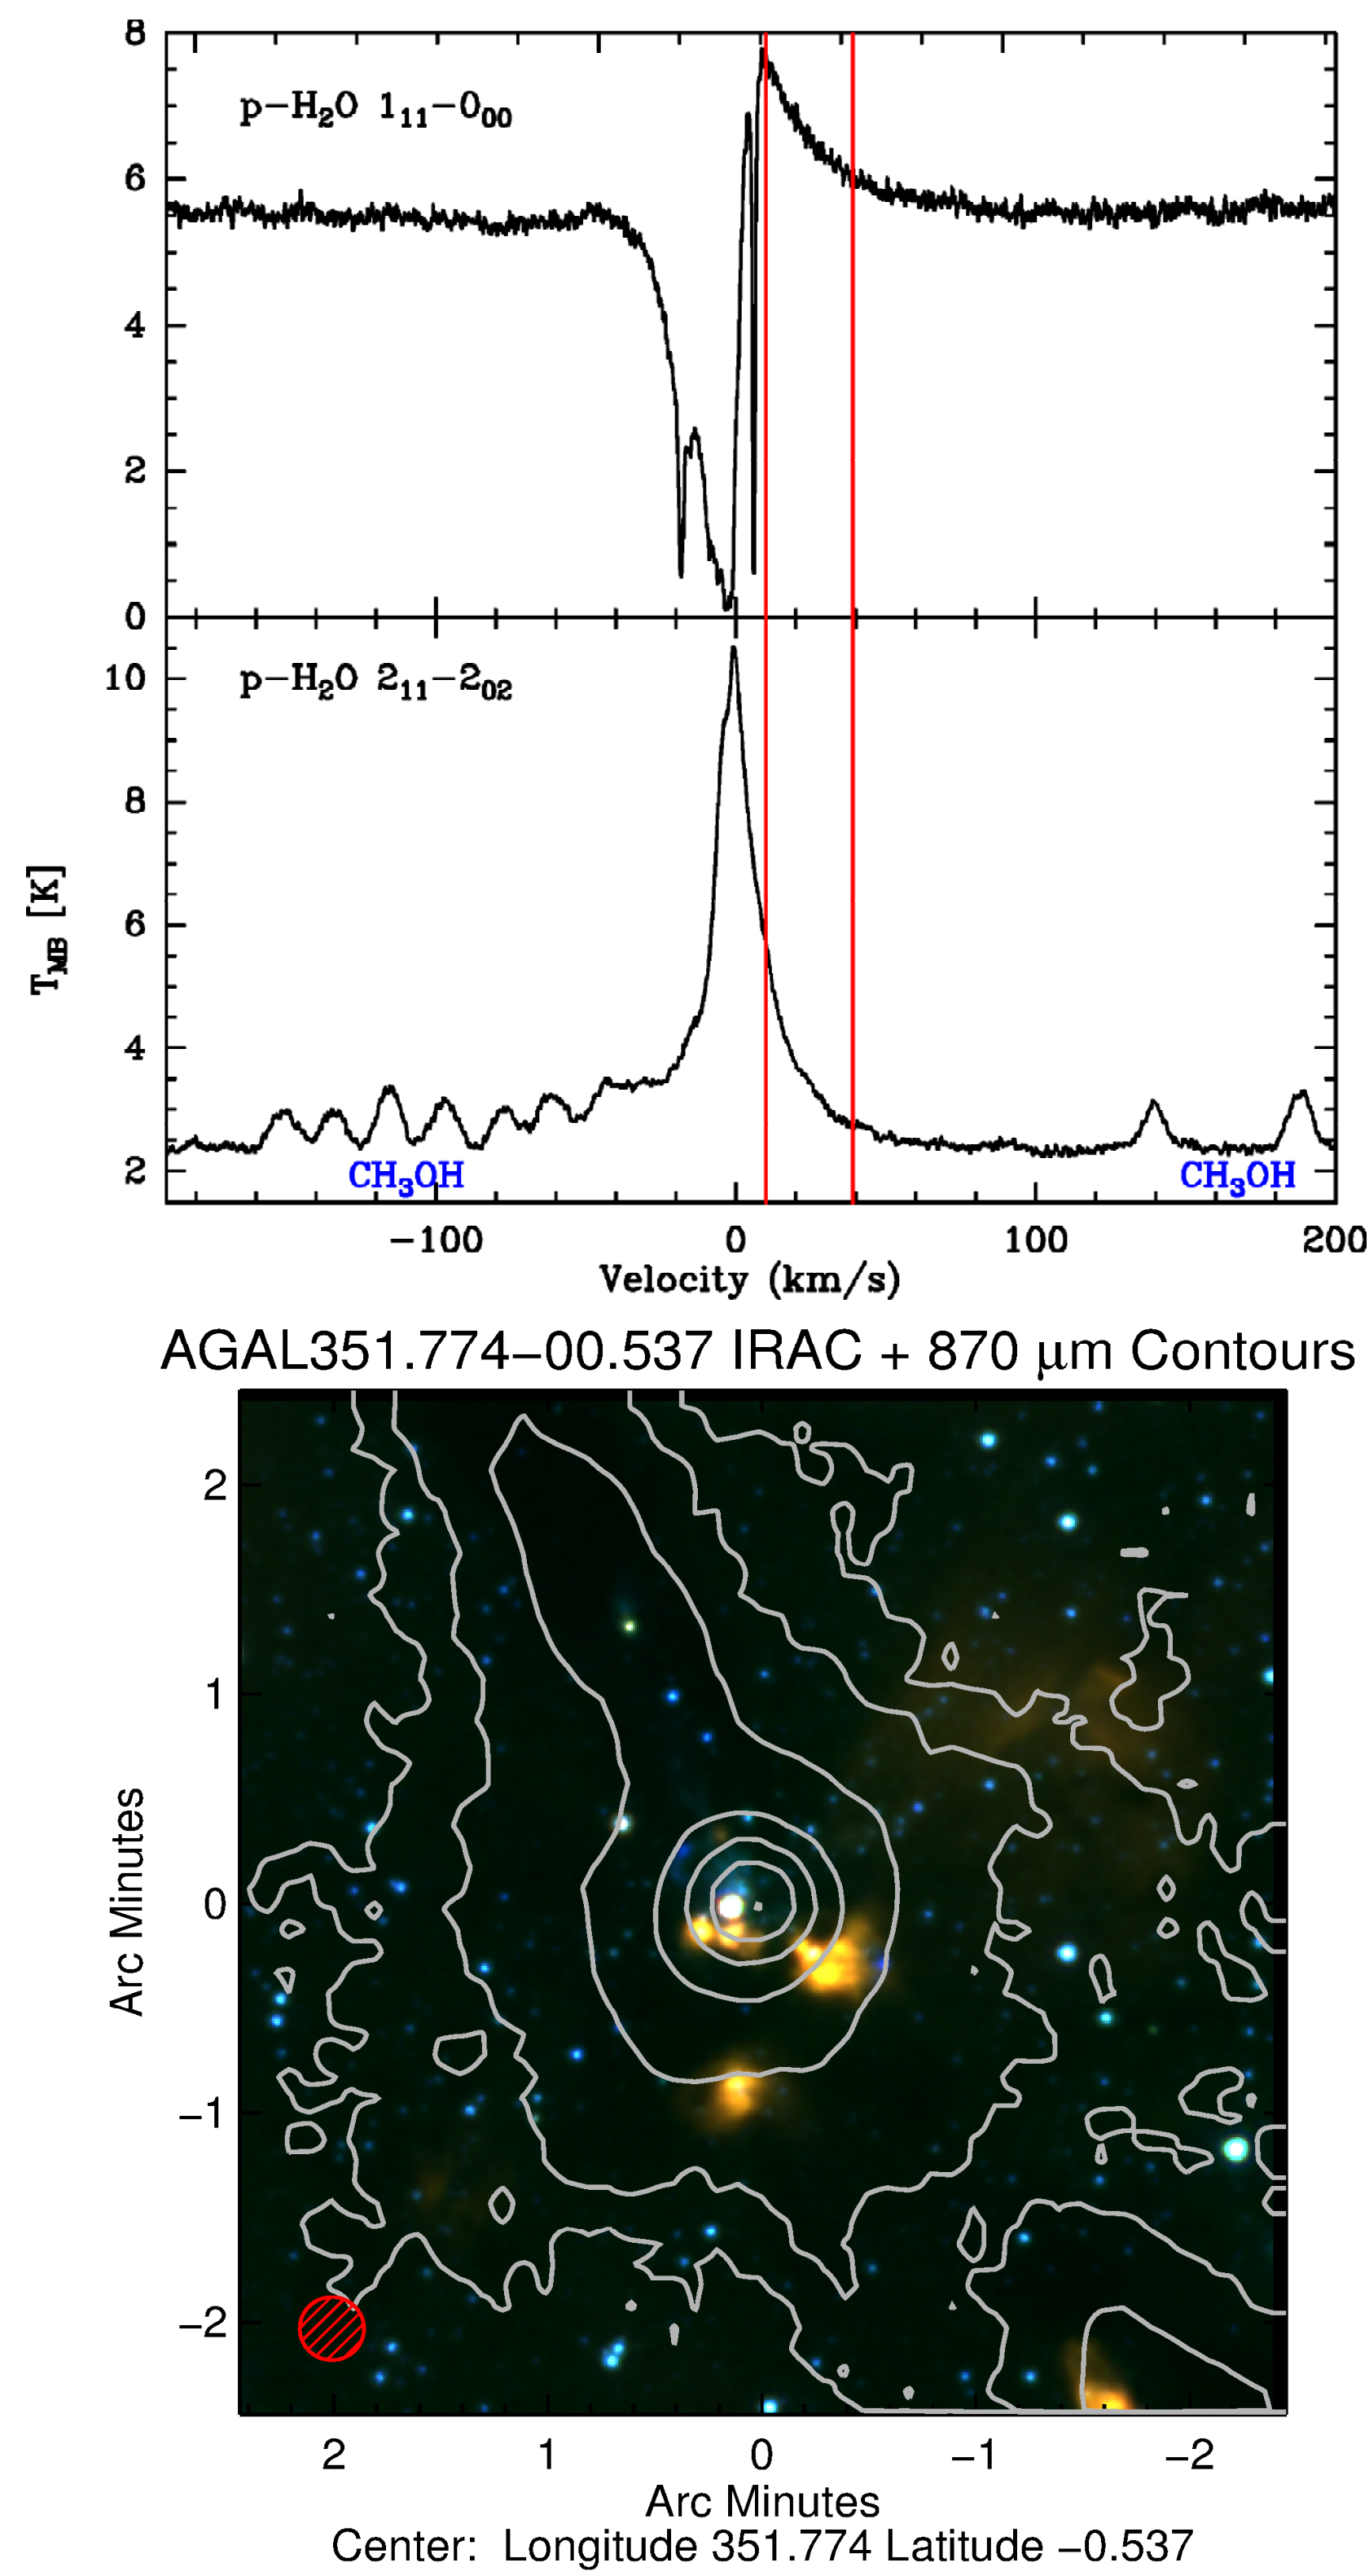 8
p−H₂O 1₁₁−0₀₀
6
4
2
0
p−H₂O 2₁₁−2₀₂
10
8
T_MB [K]
6
4
2
CH₃OH CH₃OH
−100 0 100 200
Velocity (km/s)
AGAL351.774−00.537 IRAC + 870 μm Contours
2
1
Arc Minutes
0
−1
−2
2 1 0 −1 −2
Arc Minutes
Center: Longitude 351.774 Latitude −0.537